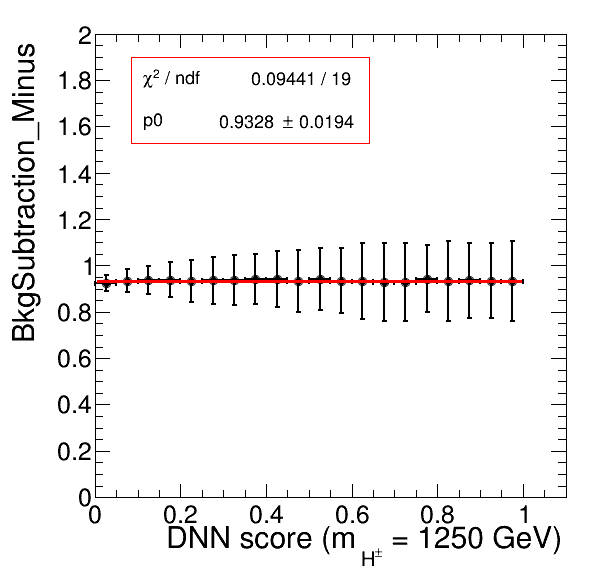 BkgSubtraction_Minus
2
1.8
1.6
1.4
1.2
1
0.8
0.6
0.4
0.2
0
χ² / ndf 0.09441 / 19
p0 0.9328 ± 0.0194
0 0.2 0.4 0.6 0.8 1
DNN score (m_H± = 1250 GeV)